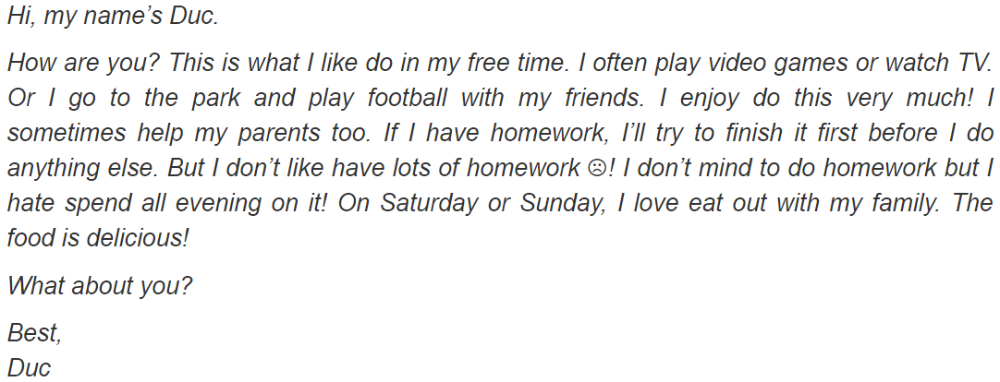 Hi, my name’s Duc.
How are you? This is what I like do in my free time. I often play video games or watch TV.
Or I go to the park and play football with my friends. I enjoy do this very much! I
sometimes help my parents too. If I have homework, I’ll try to finish it first before I do
anything else. But I don’t like have lots of homework ☹! I don’t mind to do homework but I
hate spend all evening on it! On Saturday or Sunday, I love eat out with my family. The
food is delicious!
What about you?
Best,
Duc